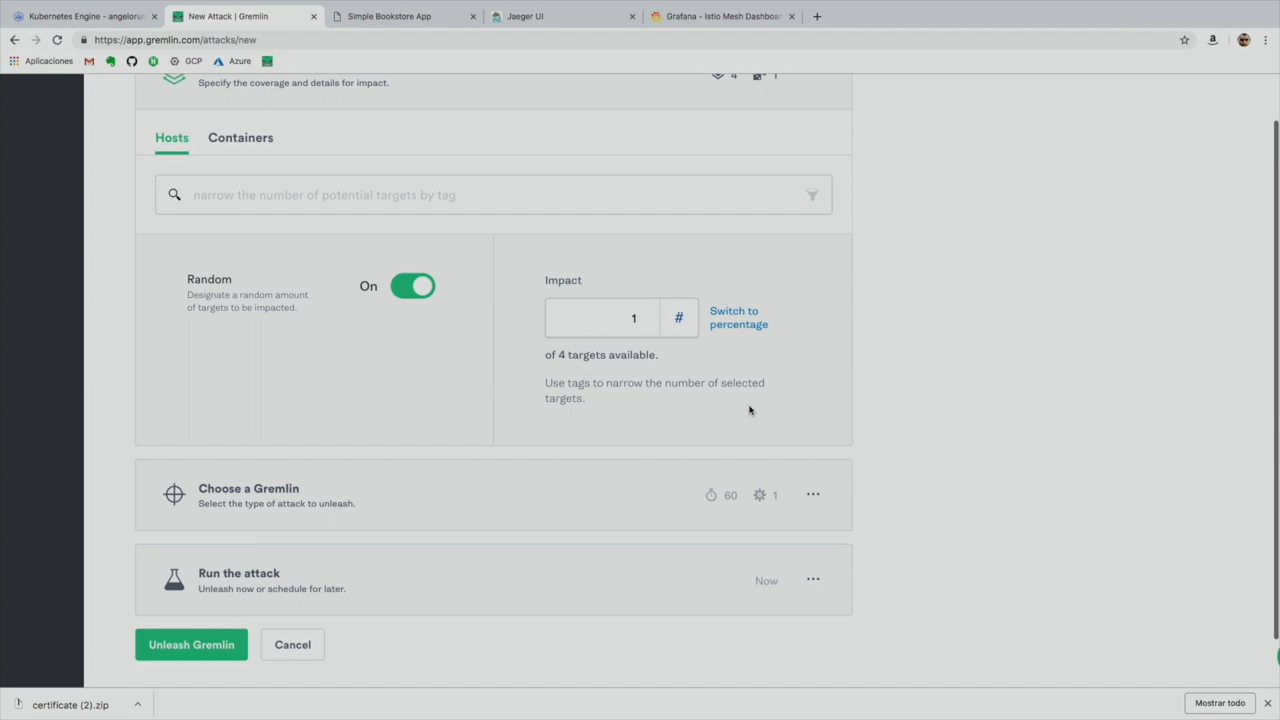 Kubernetes Engine - angelorun
New Attack | Gremlin
Simple Bookstore App
Jaeger UI
Grafana - Istio Mesh Dashboar
https://app.gremlin.com/attacks/new
Aplicaciones
GCP
Azure
Specify the coverage and details for impact.
4
1
Hosts
Containers
narrow the number of potential targets by tag
Random
Designate a random amount
of targets to be impacted.
On
Impact
1
#
Switch to
percentage
of 4 targets available.
Use tags to narrow the number of selected
targets.
Choose a Gremlin
Select the type of attack to unleash.
60
1
Run the attack
Unleash now or schedule for later.
Now
Unleash Gremlin
Cancel
certificate (2).zip
Mostrar todo